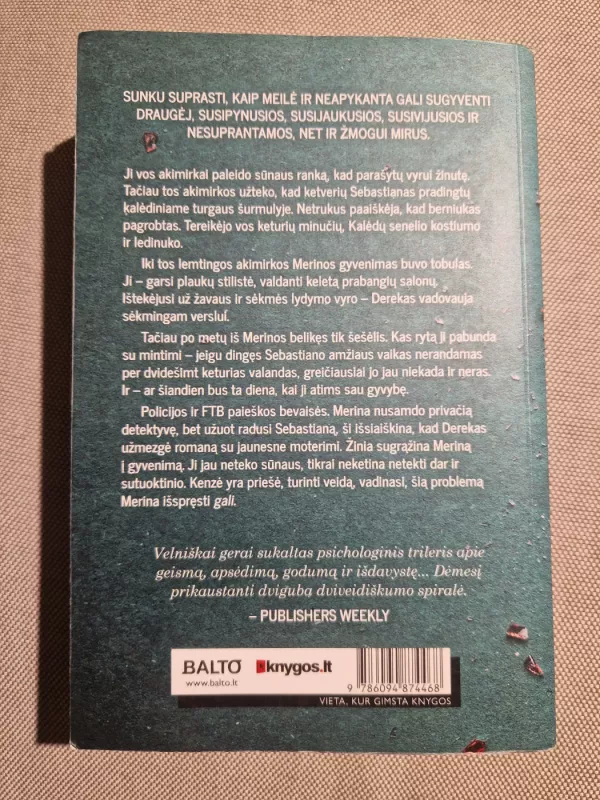 SUNKU SUPRASTI, KAIP MEILĖ IR NEAPYKANTA GALI SUGYVENTI
DRAUGĖJ, SUSIPYNUSIOS, SUSIJAUKUSIOS, SUSIVIJUSIOS IR
NESUPRANTAMOS, NET IR ŽMOGUI MIRUS.
Ji vos akimirkai paleido sūnaus ranką, kad parašytų vyrui žinutę.
Tačiau tos akimirkos užteko, kad ketverių Sebastianas pradingtų
kalėdiniame turgaus šurmulyje. Netrukus paaiškėja, kad berniukas
pagrobtas. Tereikėjo vos keturių minučių, Kalėdų senelio kostiumo
ir ledinuko.
Iki tos lemtingos akimirkos Merinos gyvenimas buvo tobulas.
Ji – garsi plaukų stilistė, valdanti keletą prabangių salonų.
Ištekėjusi už žavaus ir sėkmės lydymo vyro – Derekas vadovauja
sėkmingam verslui.
Tačiau po metų iš Merinos belikęs tik šešėlis. Kas rytą ji pabunda
su mintimi – jeigu dingęs Sebastiano amžiaus vaikas nerandamas
per dvidešimt keturias valandas, greičiausiai jo jau niekada ir neras.
Ir – ar šiandien bus ta diena, kai ji atims sau gyvybę.
Policijos ir FTB paieškos bevaisės. Merina nusamdo privačią
detektyvę, bet užuot radusi Sebastianą, ši išsiaiškina, kad Derekas
užmezgė romaną su jaunesne moterimi. Žinia sugrąžina Meriną
į gyvenimą. Ji jau neteko sūnaus, tikrai neketina netekti dar ir
sutuoktinio. Kenzė yra priešė, turinti veidą, vadinasi, šią problemą
Merina išspręsti gali.
Velniškai gerai sukaltas psichologinis trileris apie
geismą, apsėdimą, godumą ir išdavystę... Dėmesį
prikaustanti dviguba dviveidiškumo spiralė.
– PUBLISHERS WEEKLY
BALTO
www.balto.lt
knygos.lt
9 786094 874468
VIETA, KUR GIMSTA KNYGOS